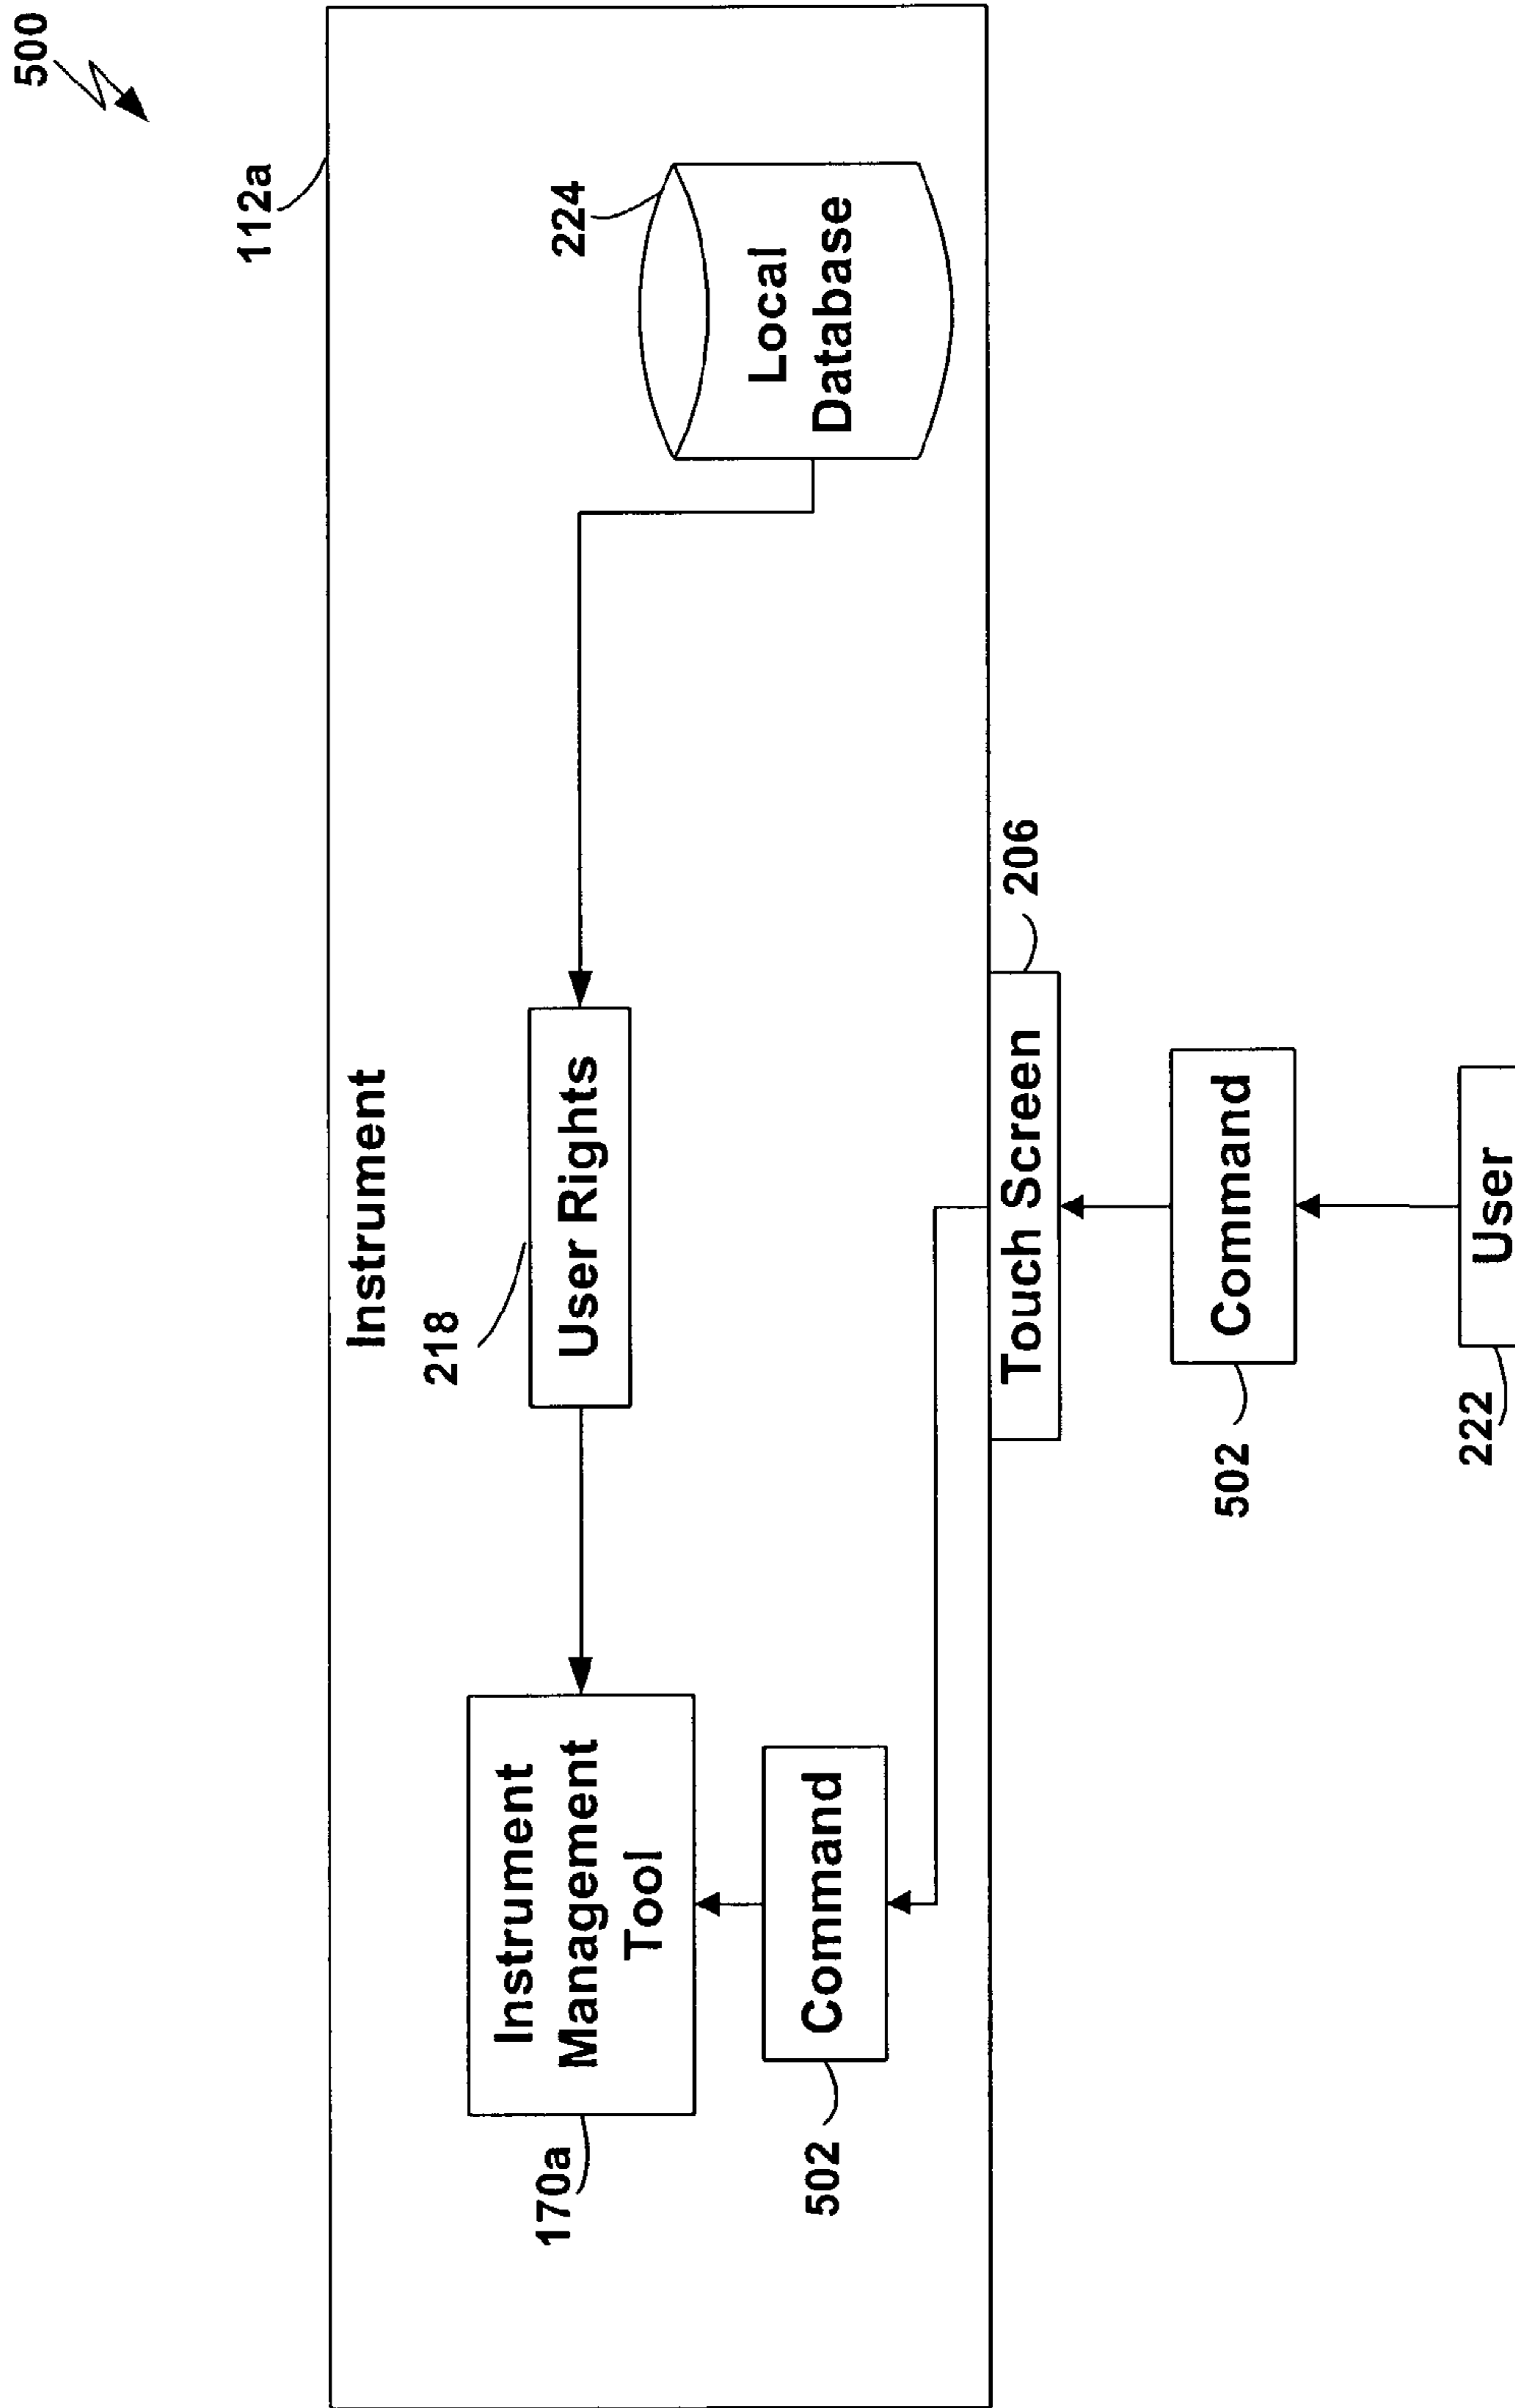 500
112a
Instrument
218
User Rights
224
Local
Database
Instrument
Management
Tool
170a
Command
502
Touch Screen
206
Command
502
User
222